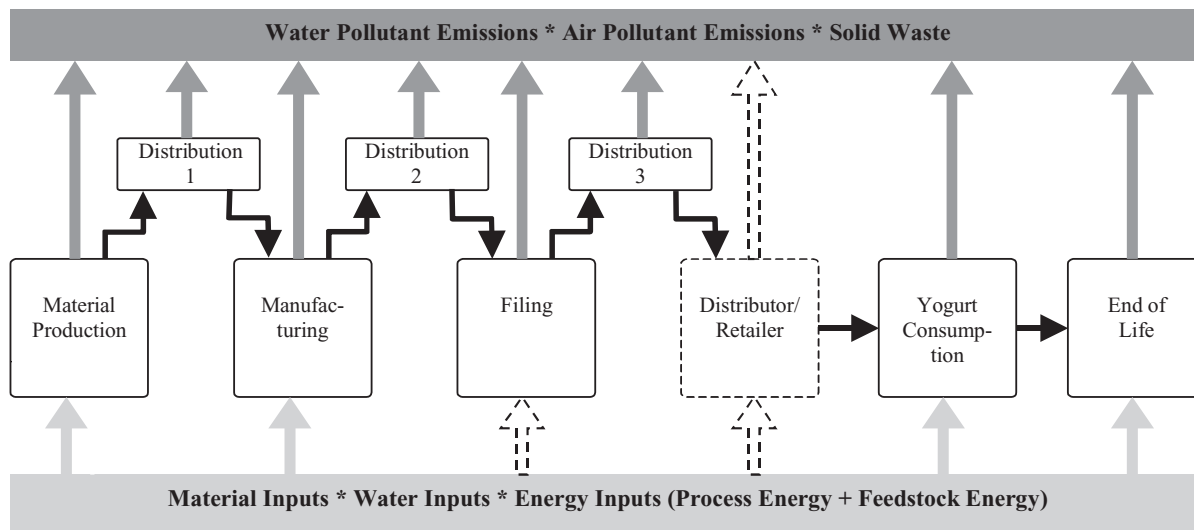 Water Pollutant Emissions * Air Pollutant Emissions * Solid Waste
Distribution
1
Distribution
2
Distribution
3
Material
Production
Manufac-
turing
Filing
Distributor/
Retailer
Yogurt
Consump-
tion
End of
Life
Material Inputs * Water Inputs * Energy Inputs (Process Energy + Feedstock Energy)